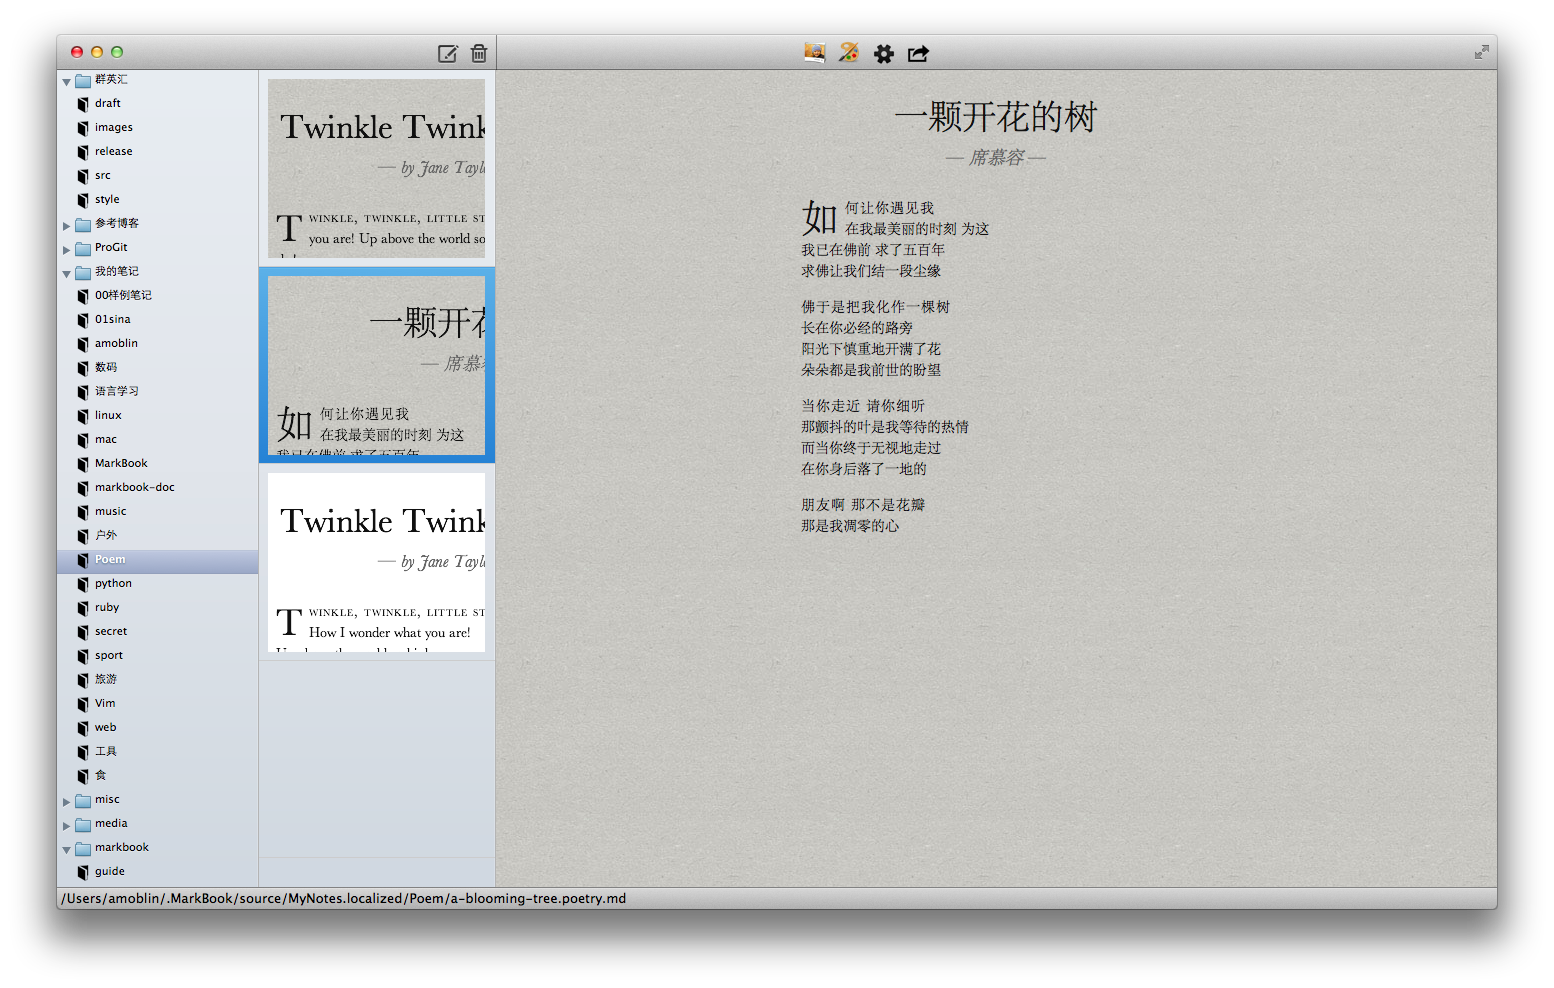 群英汇
draft
images
release
src
style
参考博客
ProGit
我的笔记
00样例笔记
01sina
amoblin
数码
语言学习
linux
mac
MarkBook
markbook-doc
music
户外
Poem
python
ruby
secret
sport
旅游
Vim
web
工具
食
misc
media
markbook
guide
Twinkle Twink
— by Jane Tayl
TWINKLE, TWINKLE, LITTLE ST
you are! Up above the world so
一颗开花
— 席慕容
如何让你遇见我
在我最美丽的时刻 为这
我已在佛前 求了五百年
Twinkle Twink
— by Jane Tayl
TWINKLE, TWINKLE, LITTLE ST
How I wonder what you are!
一颗开花的树
— 席慕容 —
如何让你遇见我
在我最美丽的时刻 为这
我已在佛前 求了五百年
求佛让我们结一段尘缘
佛于是把我化作一棵树
长在你必经的路旁
阳光下慎重地开满了花
朵朵都是我前世的盼望
当你走近 请你细听
那颤抖的叶是我等待的热情
而当你终于无视地走过
在你身后落了一地的
朋友啊 那不是花瓣
那是我凋零的心
/Users/amoblin/.MarkBook/source/MyNotes.localized/Poem/a-blooming-tree.poetry.md